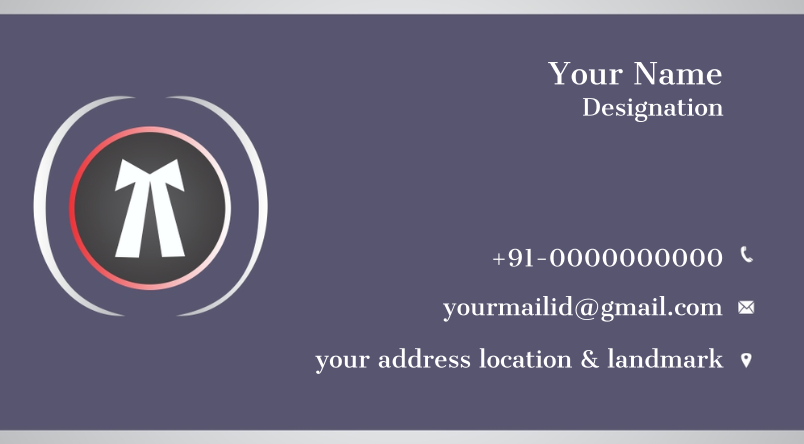 Your Name
Designation
+91-0000000000
yourmailid@gmail.com
your address location & landmark